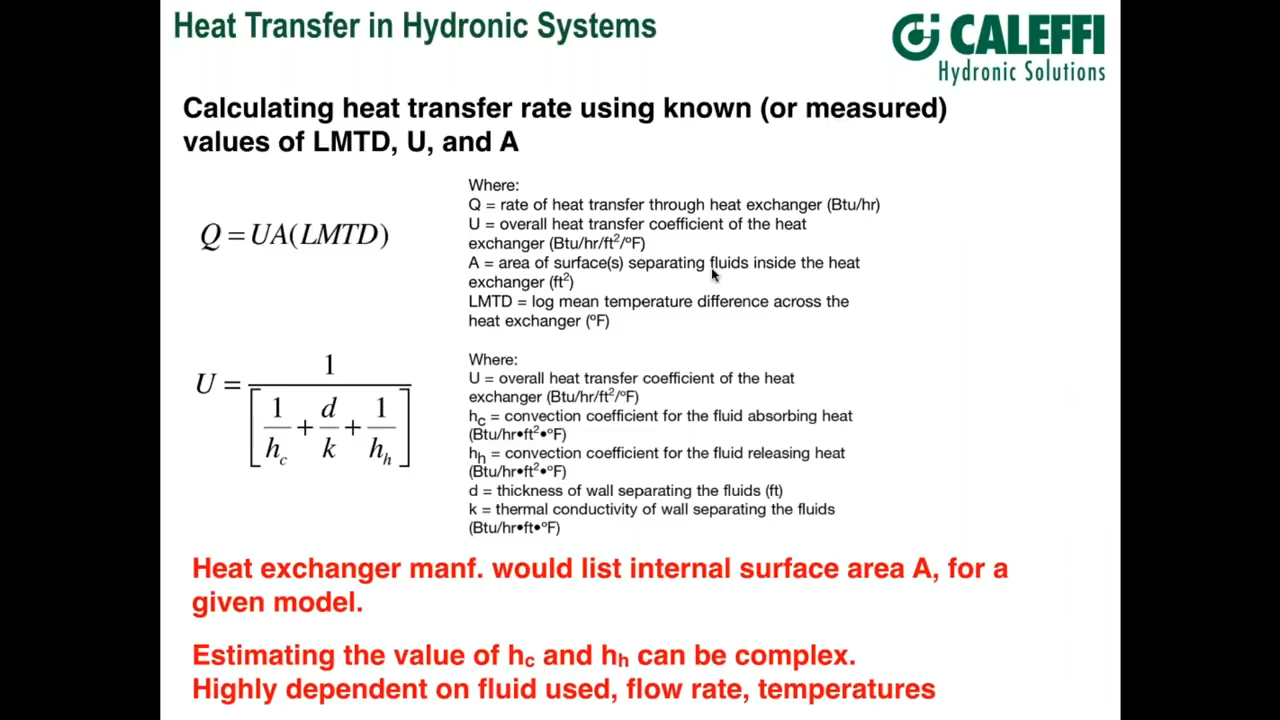 Heat Transfer in Hydronic Systems
CALEFFI
Hydronic Solutions
Calculating heat transfer rate using known (or measured)
values of LMTD, U, and A
Q = UA(LMTD)
Where:
Q = rate of heat transfer through heat exchanger (Btu/hr)
U = overall heat transfer coefficient of the heat
exchanger (Btu/hr/ft²/ºF)
A = area of surface(s) separating fluids inside the heat
exchanger (ft²)
LMTD = log mean temperature difference across the
heat exchanger (ºF)
U = 1 / [1/h_c + d/k + 1/h_h]
Where:
U = overall heat transfer coefficient of the heat
exchanger (Btu/hr/ft²/ºF)
h_c = convection coefficient for the fluid absorbing heat
(Btu/hr•ft²•ºF)
h_h = convection coefficient for the fluid releasing heat
(Btu/hr•ft²•ºF)
d = thickness of wall separating the fluids (ft)
k = thermal conductivity of wall separating the fluids
(Btu/hr•ft•ºF)
Heat exchanger manf. would list internal surface area A, for a
given model.
Estimating the value of h_c and h_h can be complex.
Highly dependent on fluid used, flow rate, temperatures